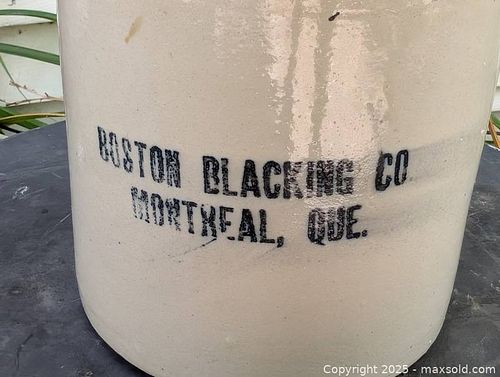 BOSTON BLACKING CO
MONTREAL, QUE.
Copyright © 2025 - maxsold.com